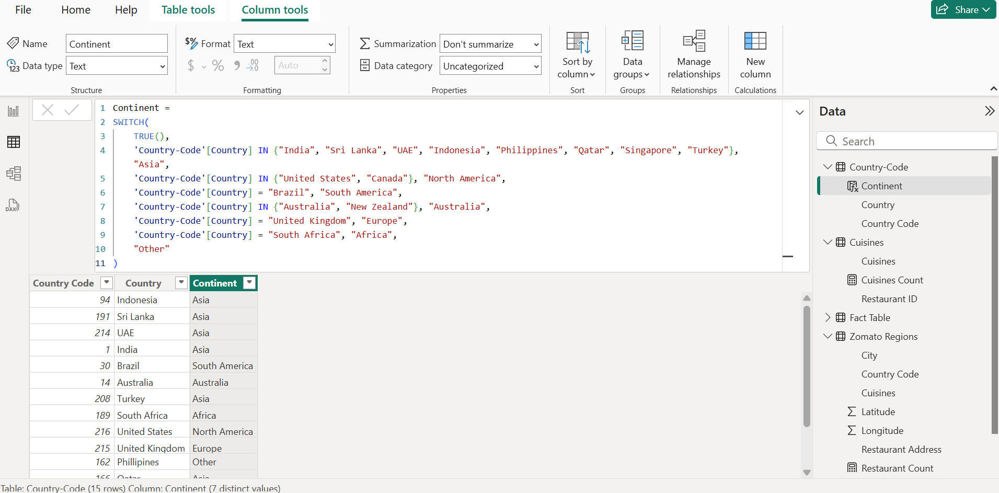 File Home Help Table tools Column tools Share
Name Continent $% Format Text Summarization Don't summarize
Data type Text $ % .00 Auto Data category Uncategorized
Sort by column Data groups Manage relationships New column
Structure Formatting Properties Sort Groups Relationships Calculations
1 Continent =
2 SWITCH(
3 TRUE(),
4 'Country-Code'[Country] IN {"India", "Sri Lanka", "UAE", "Indonesia", "Philippines", "Qatar", "Singapore", "Turkey"},
"Asia",
5 'Country-Code'[Country] IN {"United States", "Canada"}, "North America",
6 'Country-Code'[Country] = "Brazil", "South America",
7 'Country-Code'[Country] IN {"Australia", "New Zealand"}, "Australia",
8 'Country-Code'[Country] = "United Kingdom", "Europe",
9 'Country-Code'[Country] = "South Africa", "Africa",
10 "Other"
11 )
Country Code Country Continent
94 Indonesia Asia
191 Sri Lanka Asia
214 UAE Asia
1 India Asia
30 Brazil South America
14 Australia Australia
208 Turkey Asia
189 South Africa Africa
216 United States North America
215 United Kingdom Europe
162 Phillipines Other
166 Qatar Asia
Table: Country-Code (15 rows) Column: Continent (7 distinct values)
Data
Search
Country-Code
Continent
Country
Country Code
Cuisines
Cuisines
Cuisines Count
Restaurant ID
Fact Table
Zomato Regions
City
Country Code
Cuisines
Latitude
Longitude
Restaurant Address
Restaurant Count